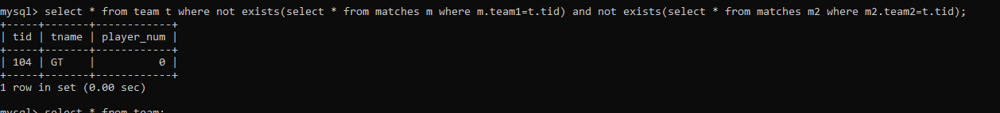 mysql> select * from team t where not exists(select * from matches m where m.team1=t.tid) and not exists(select * from matches m2 where m2.team2=t.tid);
+-----+-------+------------+
| tid | tname | player_num |
+-----+-------+------------+
| 104 | GT    |          0 |
+-----+-------+------------+
1 row in set (0.00 sec)
mysql> select * from team;